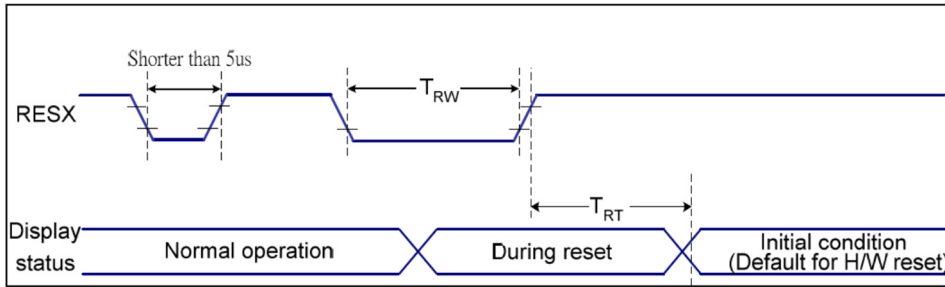 Shorter than 5us
RESX
TRW
TRT
Display
status
Normal operation
During reset
Initial condition
(Default for H/W reset)